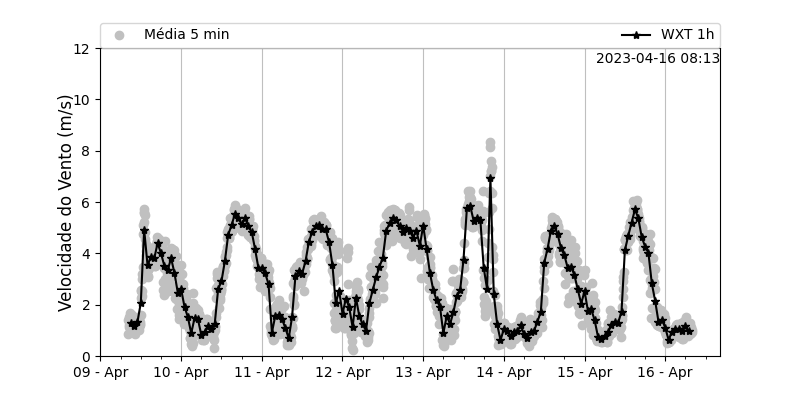 Média 5 min
WXT 1h
2023-04-16 08:13
Velocidade do Vento (m/s)
12
10
8
6
4
2
0
09 - Apr
10 - Apr
11 - Apr
12 - Apr
13 - Apr
14 - Apr
15 - Apr
16 - Apr